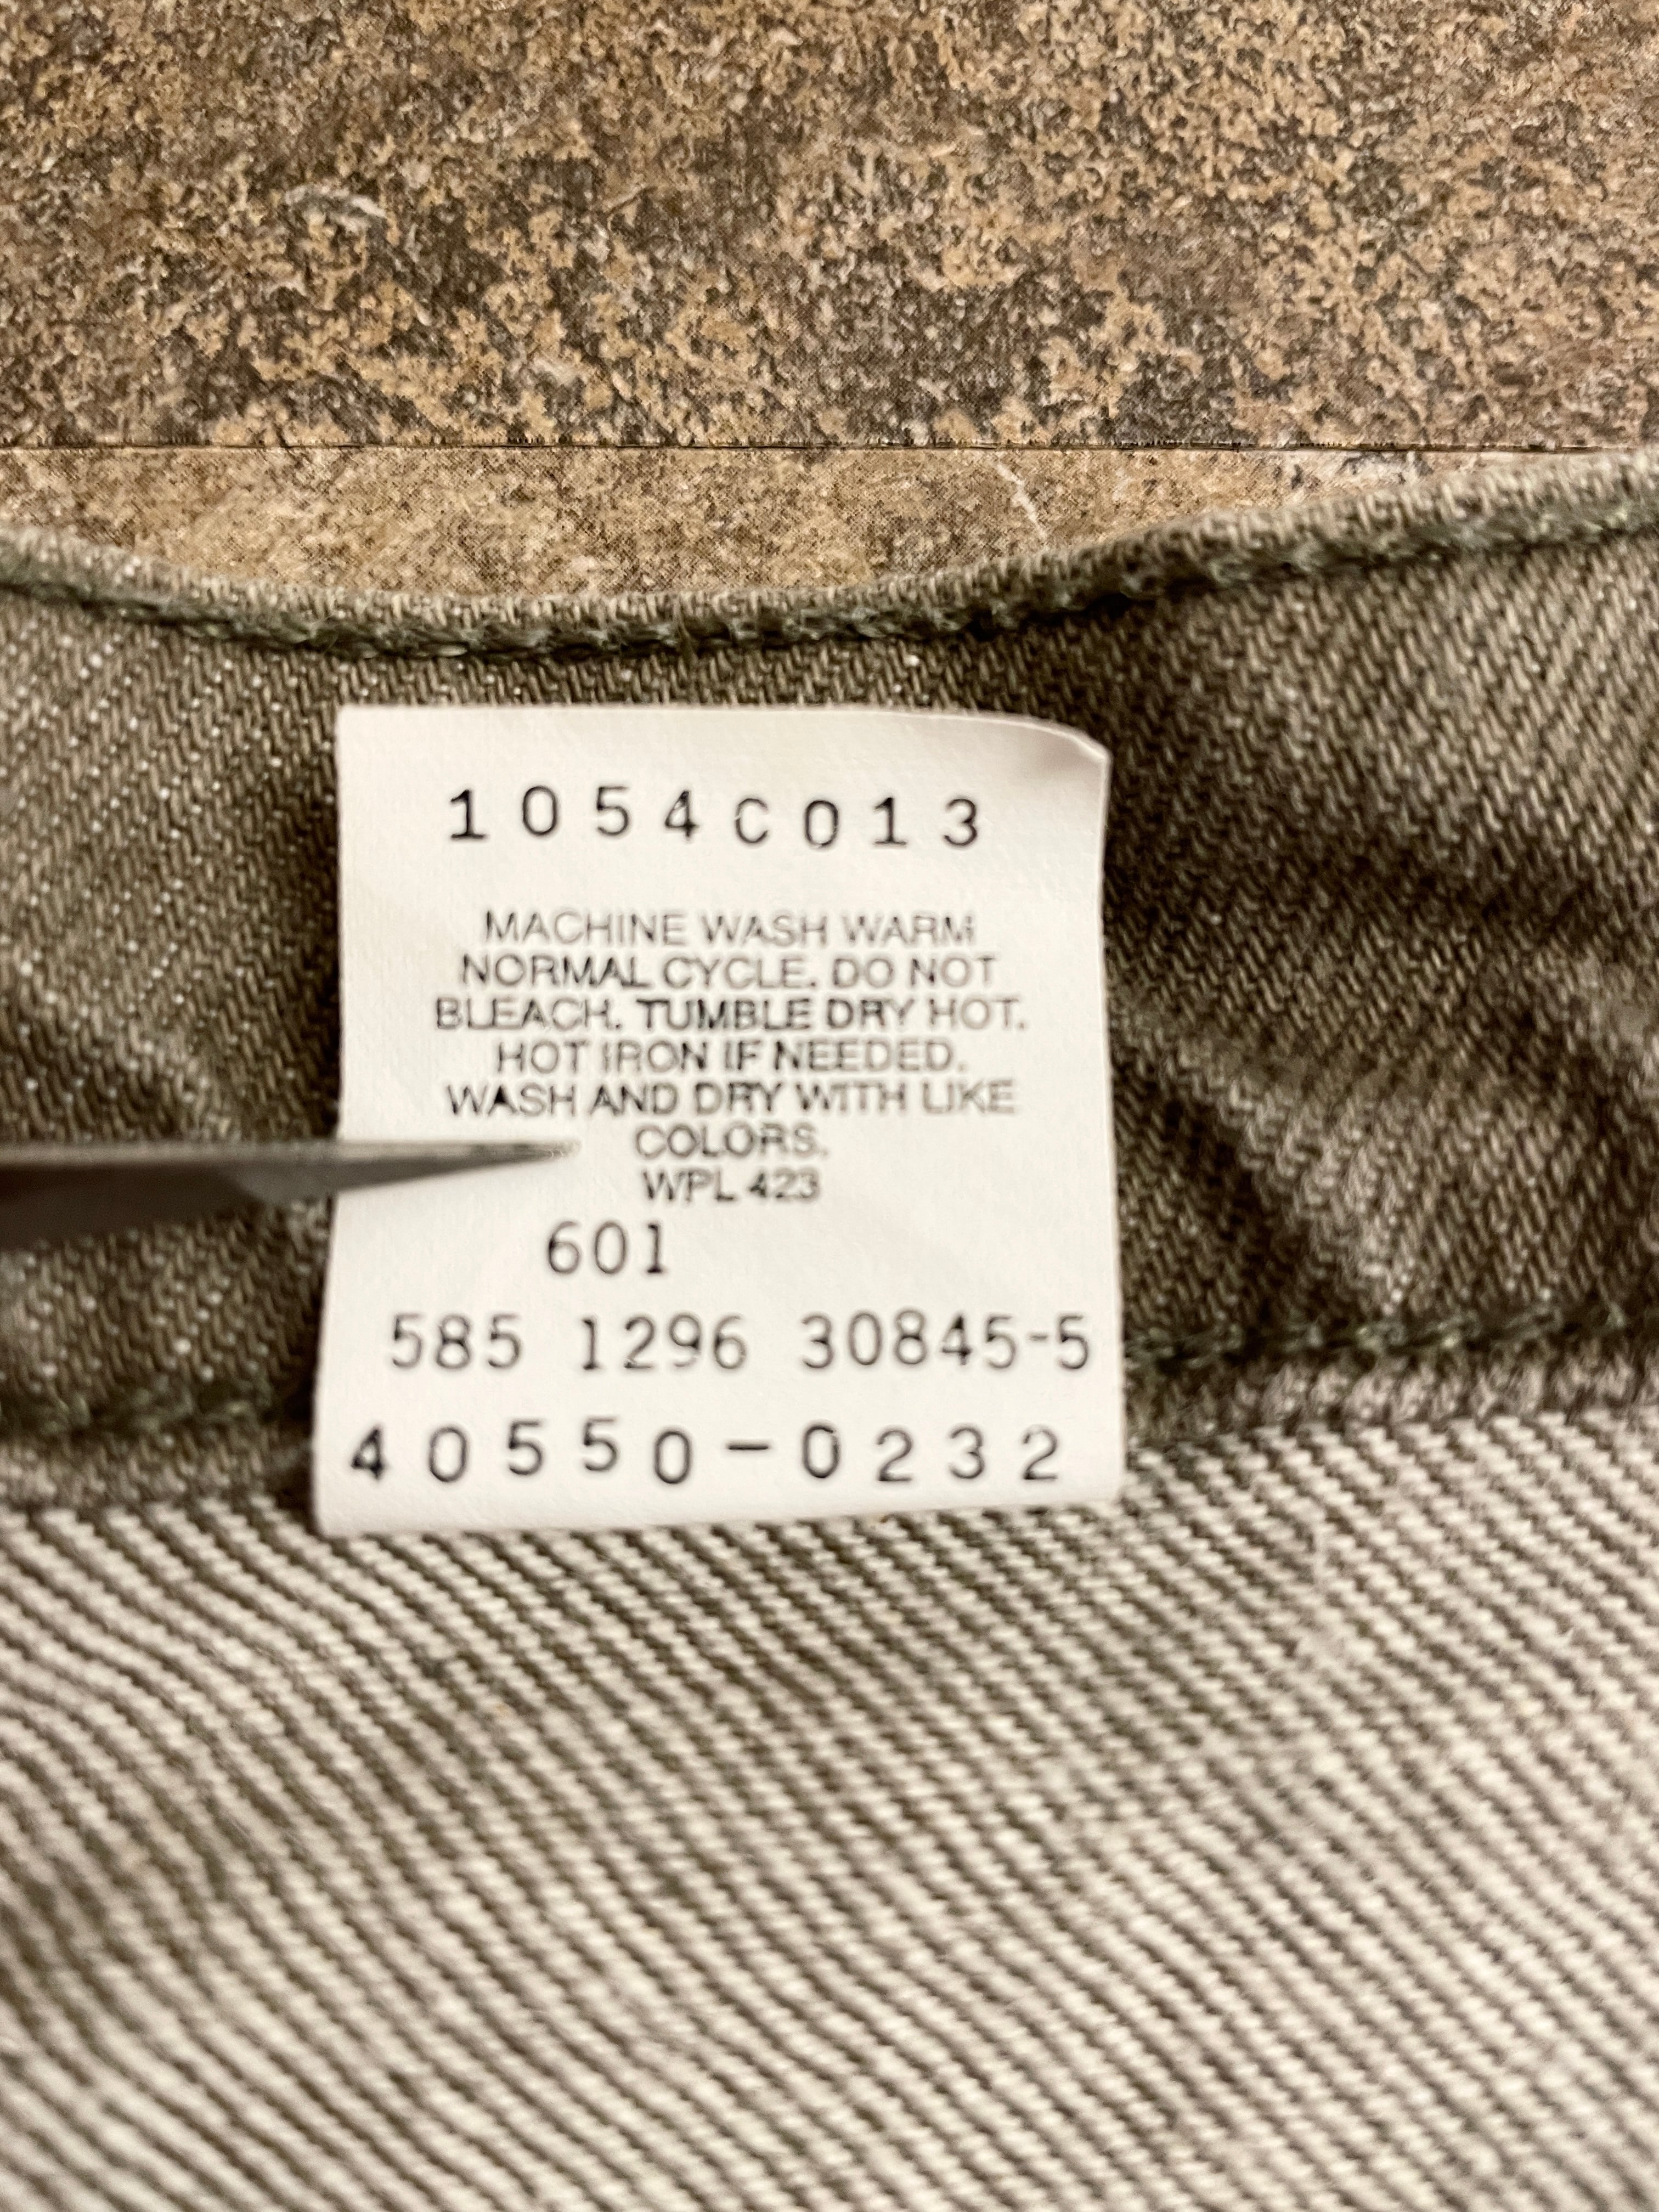 1054C013
MACHINE WASH WARM
NORMAL CYCLE. DO NOT
BLEACH. TUMBLE DRY HOT.
HOT IRON IF NEEDED.
WASH AND DRY WITH LIKE
COLORS.
WPL 423
601
585 1296 30845-5
40550-0232